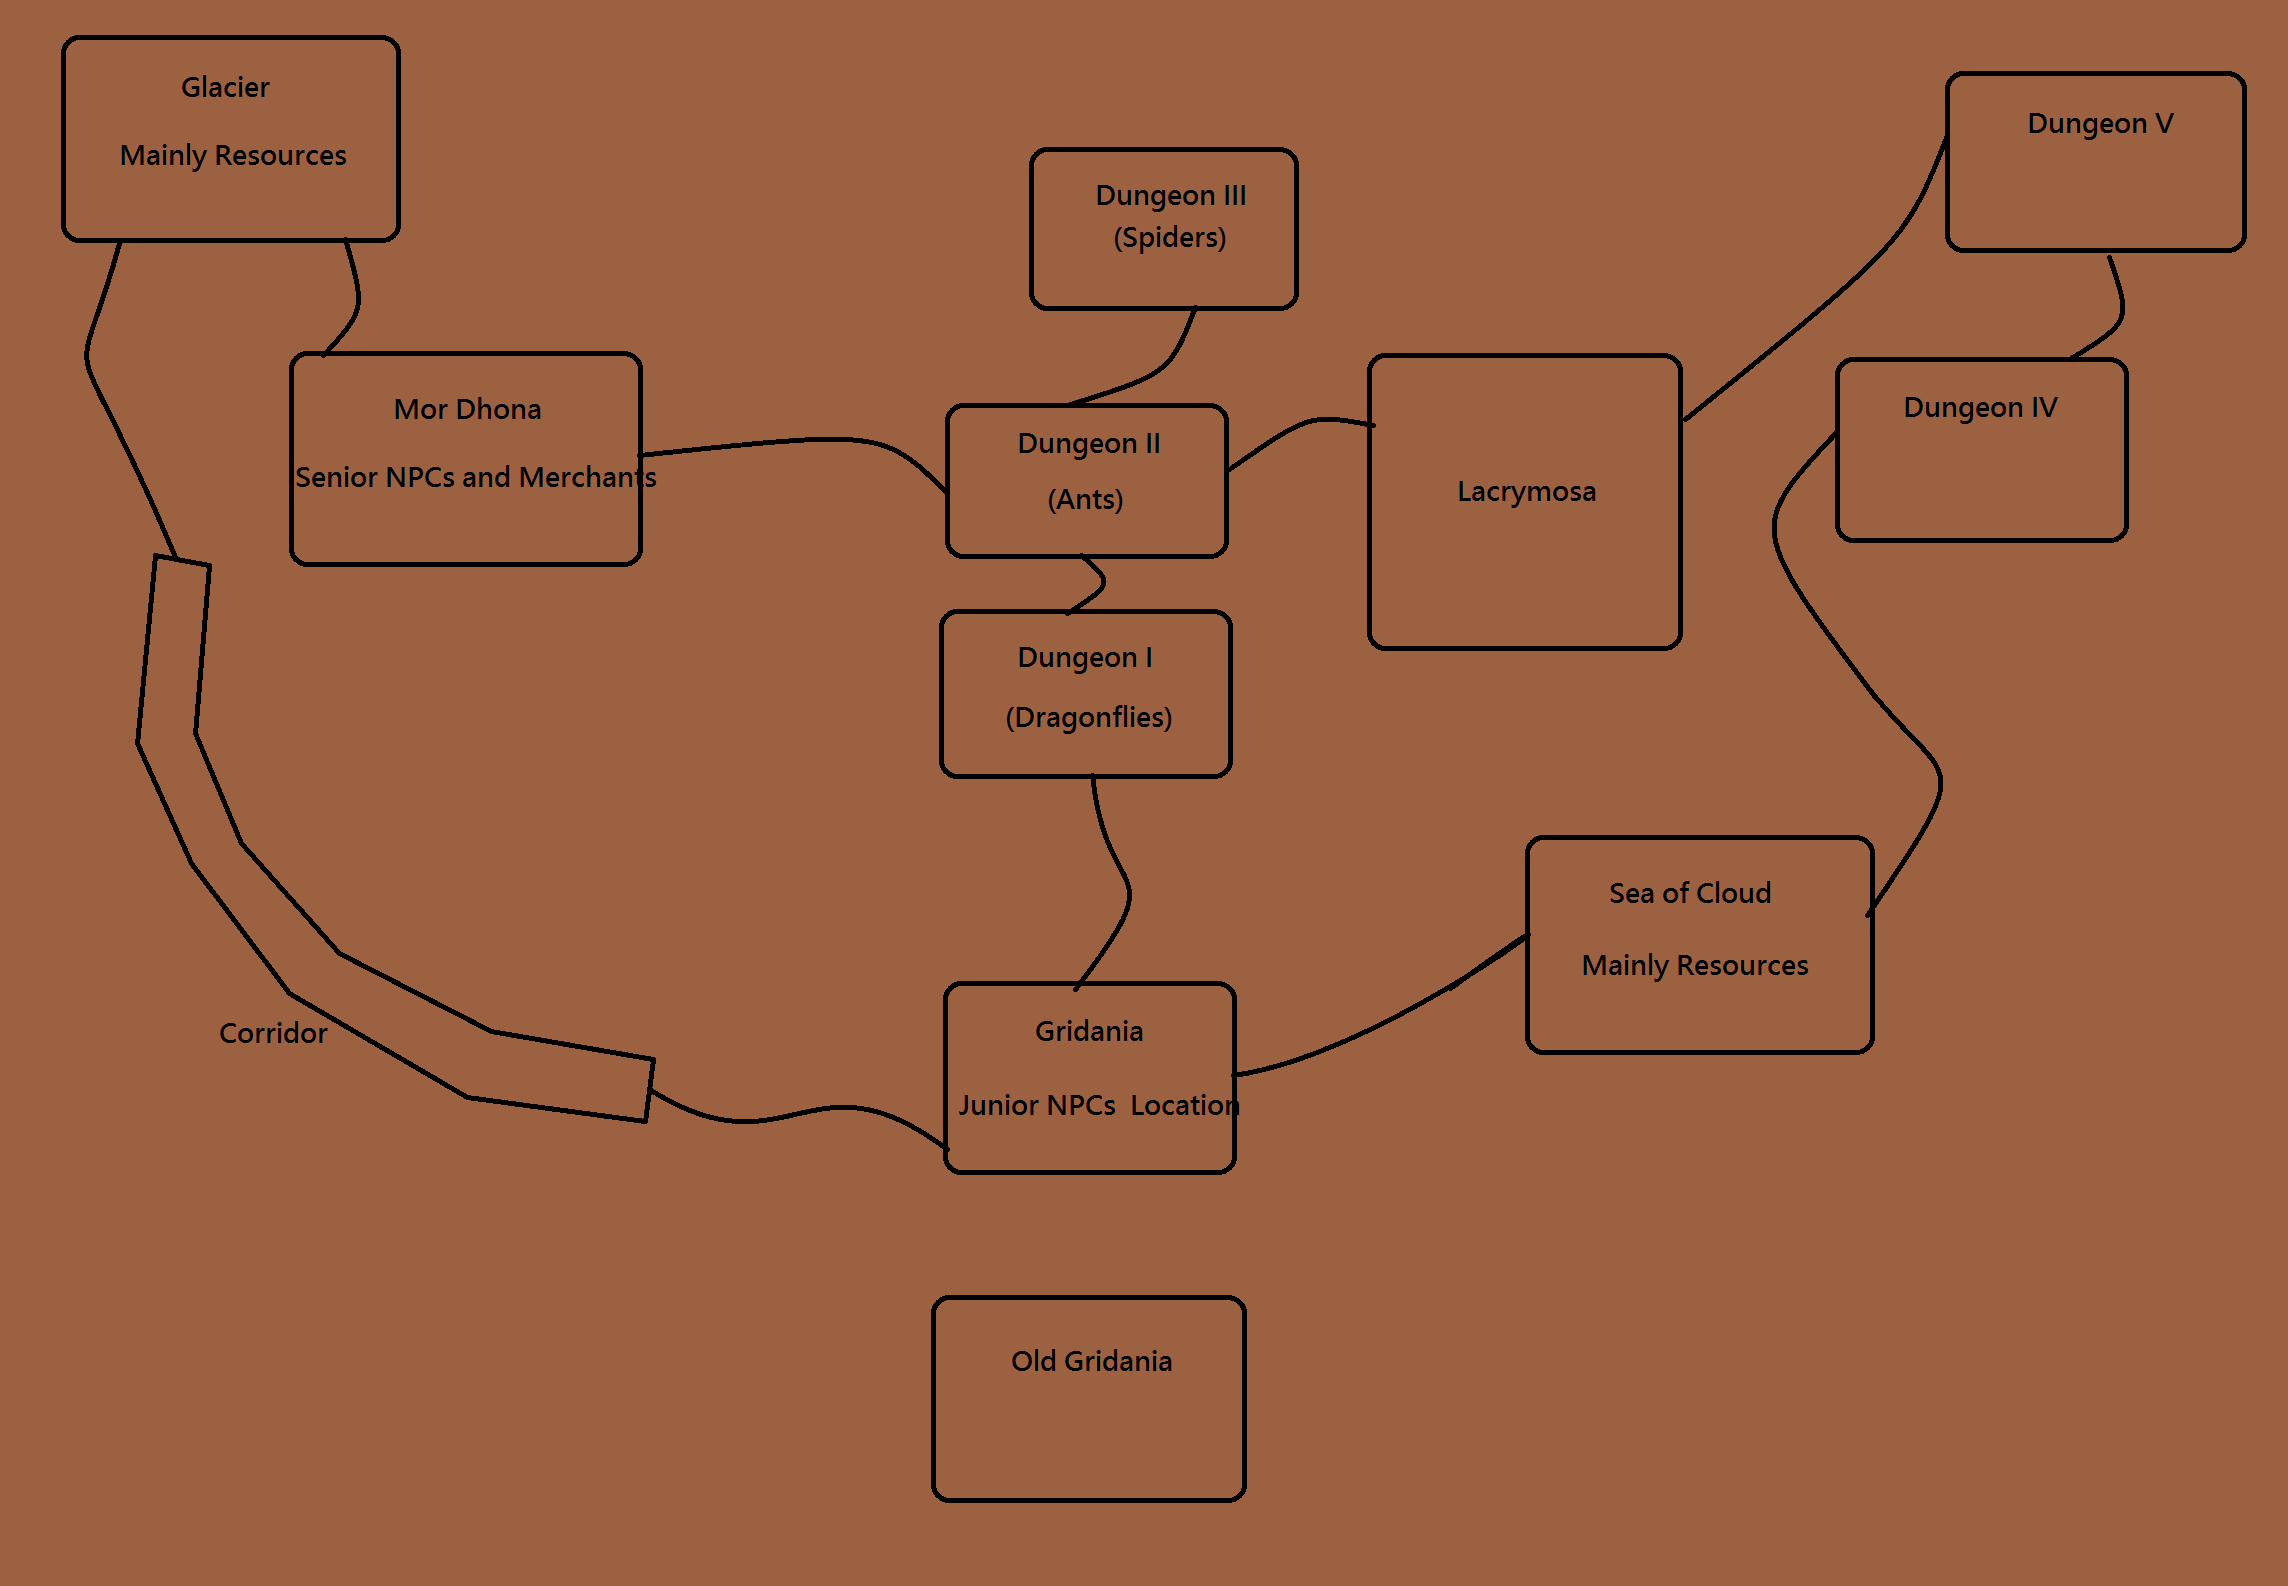 Glacier
Mainly Resources
Dungeon V
Dungeon III
(Spiders)
Mor Dhona
Senior NPCs and Merchants
Dungeon II
(Ants)
Lacrymosa
Dungeon IV
Dungeon I
(Dragonflies)
Sea of Cloud
Mainly Resources
Corridor
Gridania
Junior NPCs  Location
Old Gridania